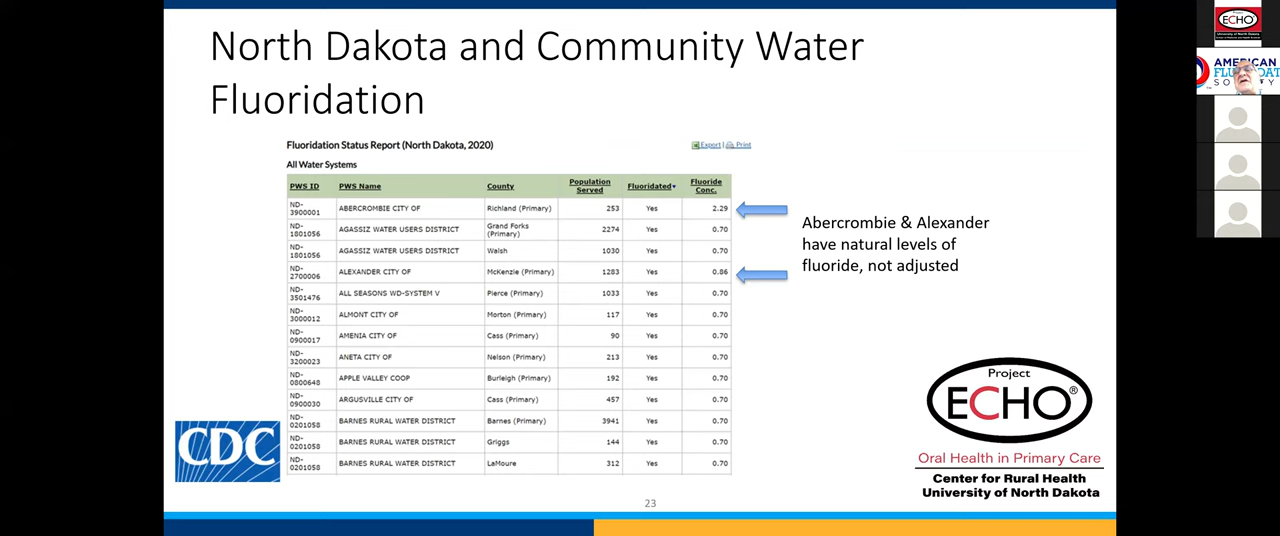 North Dakota and Community Water
Fluoridation
Fluoridation Status Report (North Dakota, 2020)
Export | Print
All Water Systems
PWS ID PWS Name County Population Served Fluoridated Fluoride Conc.
ND-3900001 ABERCROMBIE CITY OF Richland (Primary) 253 Yes 2.29
ND-1801056 AGASSIZ WATER USERS DISTRICT Grand Forks (Primary) 2274 Yes 0.70
ND-1801056 AGASSIZ WATER USERS DISTRICT Walsh 1030 Yes 0.70
ND-2700006 ALEXANDER CITY OF McKenzie (Primary) 1283 Yes 0.86
ND-3501476 ALL SEASONS WD-SYSTEM V Pierce (Primary) 1033 Yes 0.70
ND-3000012 ALMONT CITY OF Morton (Primary) 117 Yes 0.70
ND-0900017 AMENIA CITY OF Cass (Primary) 90 Yes 0.70
ND-3200023 ANETA CITY OF Nelson (Primary) 213 Yes 0.70
ND-0800648 APPLE VALLEY COOP Burleigh (Primary) 192 Yes 0.70
ND-0900030 ARGUSVILLE CITY OF Cass (Primary) 457 Yes 0.70
ND-0201058 BARNES RURAL WATER DISTRICT Barnes (Primary) 3941 Yes 0.70
ND-0201058 BARNES RURAL WATER DISTRICT Griggs 144 Yes 0.70
ND-0201058 BARNES RURAL WATER DISTRICT LaMoure 312 Yes 0.70
Abercrombie & Alexander
have natural levels of
fluoride, not adjusted
CDC
Project
ECHO®
Oral Health in Primary Care
Center for Rural Health
University of North Dakota
23
Project
ECHO
University of North Dakota
AMERICAN